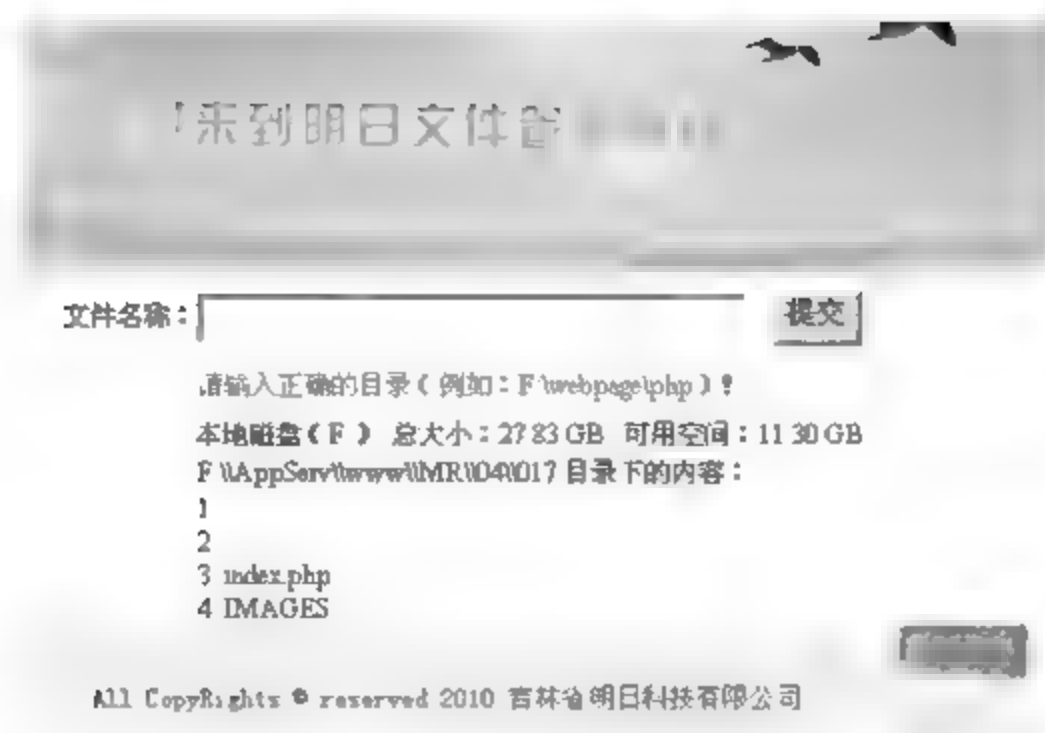 来到明日文件
文件名称：
提交
请输入正确的目录（例如：F:\webpage\php）！
本地磁盘（F:） 总大小：27.83 GB 可用空间：11.30 GB
F:\\AppServ\\www\\MR\\04\\017 目录下的内容：
1
2
3 index.php
4 IMAGES
All CopyRights © reserved 2010 吉林省明日科技有限公司